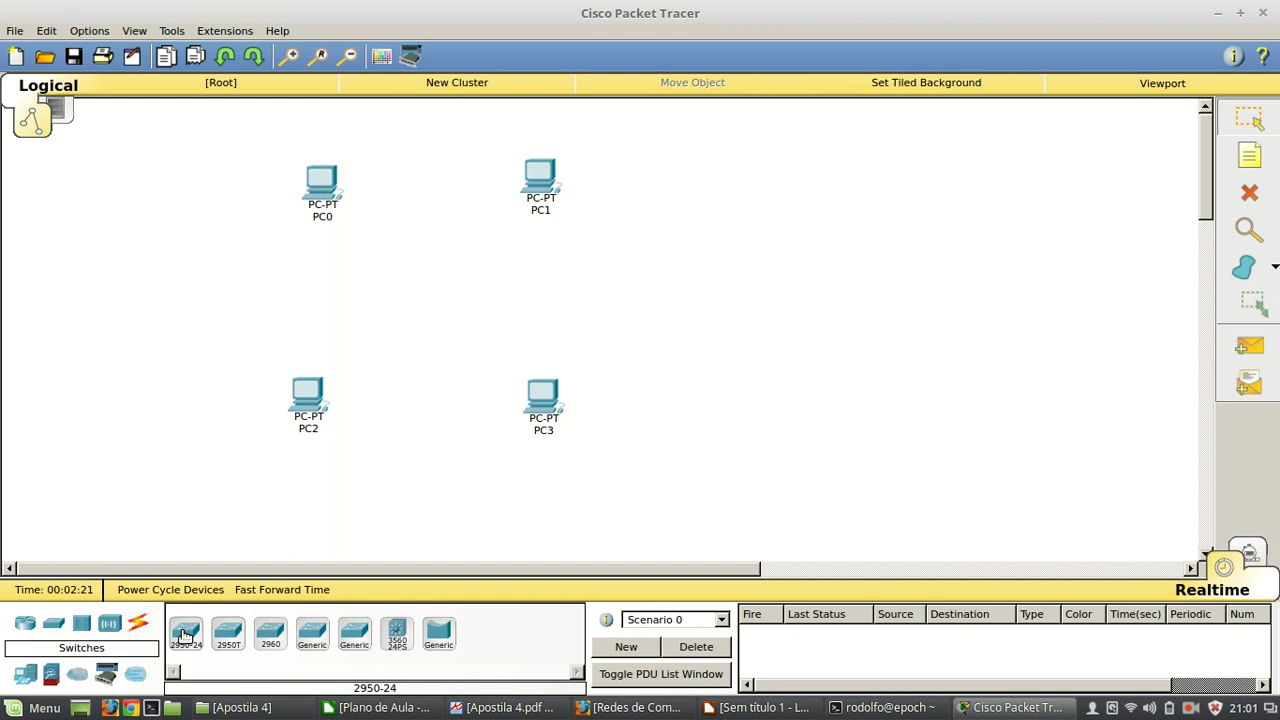 Cisco Packet Tracer
File Edit Options View Tools Extensions Help
Logical [Root] New Cluster Move Object Set Tiled Background Viewport
PC-PT
PC0
PC-PT
PC1
PC-PT
PC2
PC-PT
PC3
Time: 00:02:21 Power Cycle Devices Fast Forward Time Realtime
Switches
2950-24 2950T 2960 Generic Generic 3560 24PS Generic
2950-24
Scenario 0
New Delete
Toggle PDU List Window
Fire Last Status Source Destination Type Color Time(sec) Periodic Num
Menu [Apostila 4] [Plano de Aula -... [Apostila 4.pdf ... [Redes de Com... [Sem título 1 - L... rodolfo@epoch ~ Cisco Packet Tr... 21:01